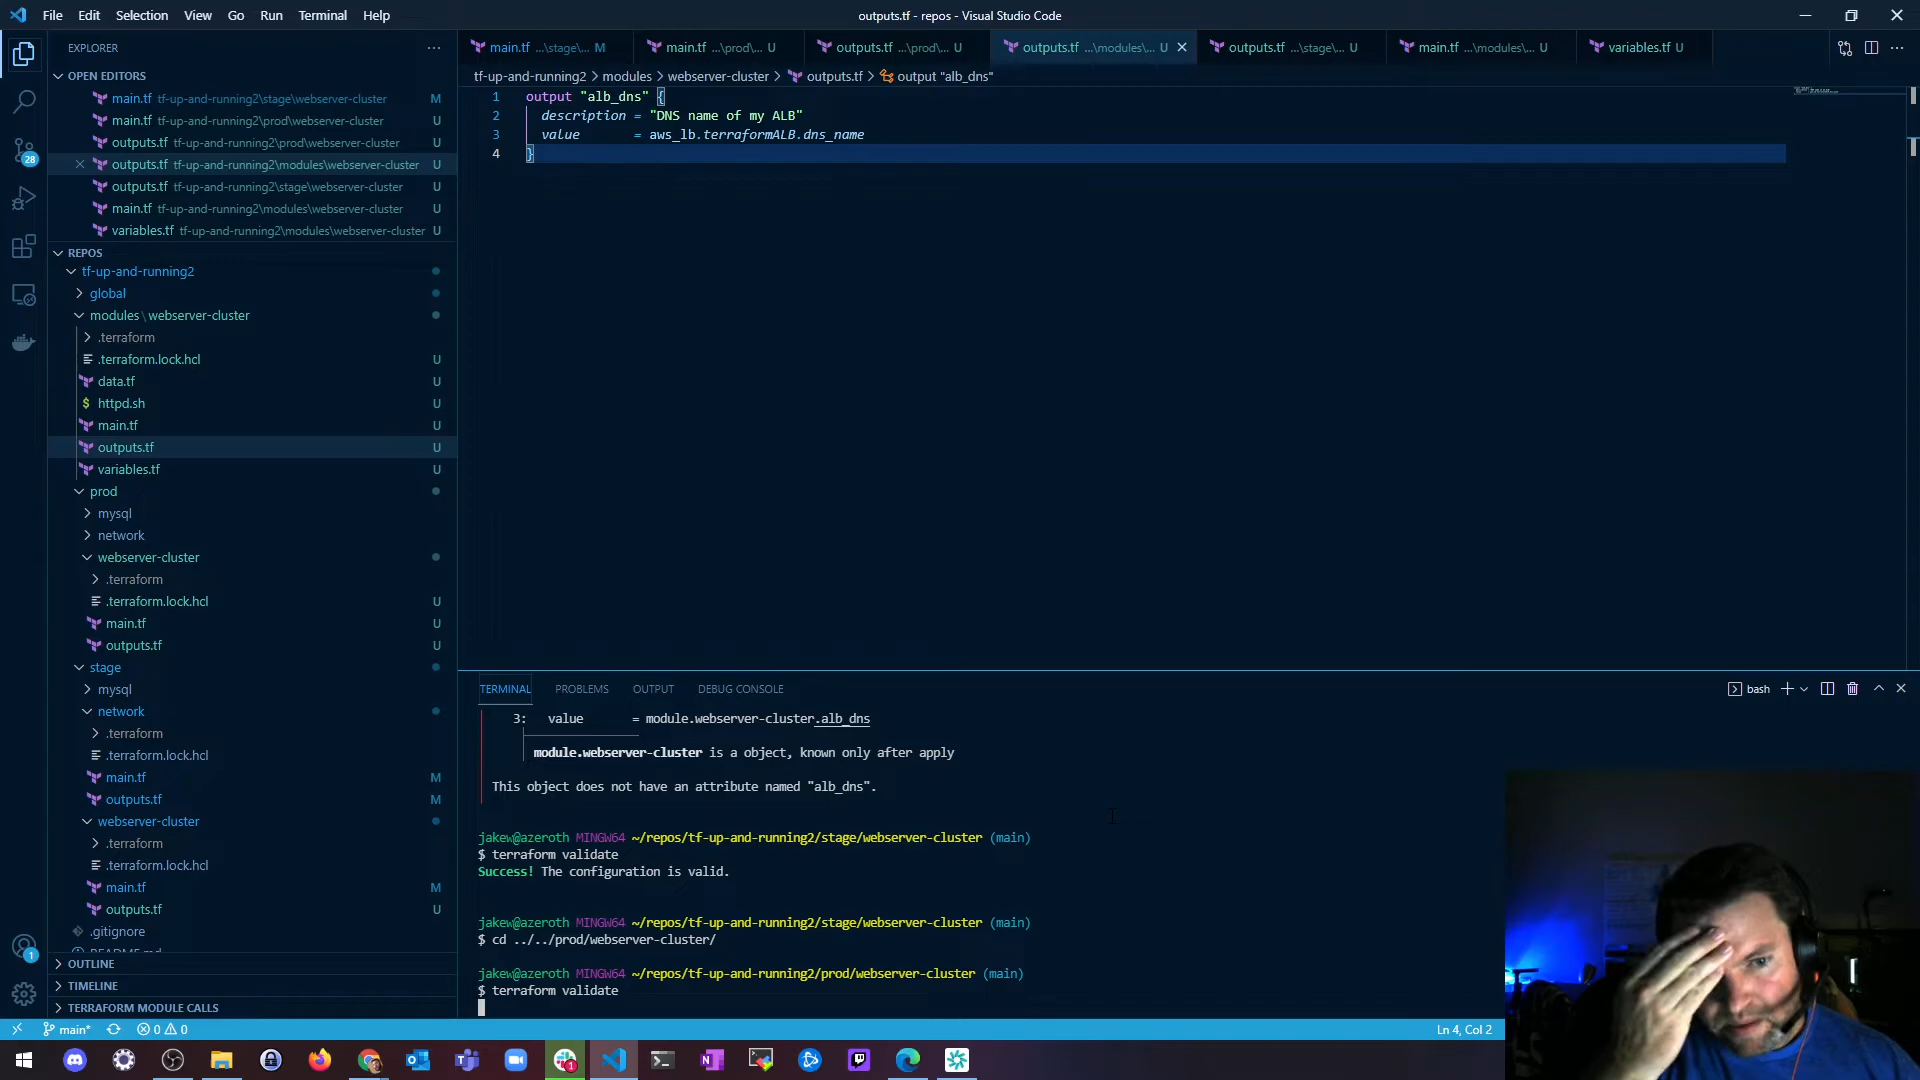 File Edit Selection View Go Run Terminal Help
outputs.tf - repos - Visual Studio Code
EXPLORER
main.tf ...\stage\... M
main.tf ...\prod\... U
outputs.tf ...\prod\... U
outputs.tf ...\modules\... U
outputs.tf ...\stage\... U
main.tf ...\modules\... U
variables.tf U
tf-up-and-running2 > modules > webserver-cluster > outputs.tf > output "alb_dns"
OPEN EDITORS
main.tf tf-up-and-running2\stage\webserver-cluster M
main.tf tf-up-and-running2\prod\webserver-cluster U
outputs.tf tf-up-and-running2\prod\webserver-cluster U
outputs.tf tf-up-and-running2\modules\webserver-cluster U
outputs.tf tf-up-and-running2\stage\webserver-cluster U
main.tf tf-up-and-running2\modules\webserver-cluster U
variables.tf tf-up-and-running2\modules\webserver-cluster U
REPOS
tf-up-and-running2
global
modules\webserver-cluster
.terraform
.terraform.lock.hcl U
data.tf U
$ httpd.sh U
main.tf U
outputs.tf U
variables.tf U
prod
mysql
network
webserver-cluster
.terraform
.terraform.lock.hcl U
main.tf U
outputs.tf U
stage
mysql
network
.terraform
.terraform.lock.hcl
main.tf M
outputs.tf M
webserver-cluster
.terraform
.terraform.lock.hcl
main.tf M
outputs.tf U
.gitignore
OUTLINE
TIMELINE
TERRAFORM MODULE CALLS
28
1
1 output "alb_dns" {
2 description = "DNS name of my ALB"
3 value = aws_lb.terraformALB.dns_name
4 }
TERMINAL PROBLEMS OUTPUT DEBUG CONSOLE
bash
3: value = module.webserver-cluster.alb_dns
module.webserver-cluster is a object, known only after apply
This object does not have an attribute named "alb_dns".
jakew@azeroth MINGW64 ~/repos/tf-up-and-running2/stage/webserver-cluster (main)
$ terraform validate
Success! The configuration is valid.
jakew@azeroth MINGW64 ~/repos/tf-up-and-running2/stage/webserver-cluster (main)
$ cd ../../prod/webserver-cluster/
jakew@azeroth MINGW64 ~/repos/tf-up-and-running2/prod/webserver-cluster (main)
$ terraform validate
main* 0 0
Ln 4, Col 2
1